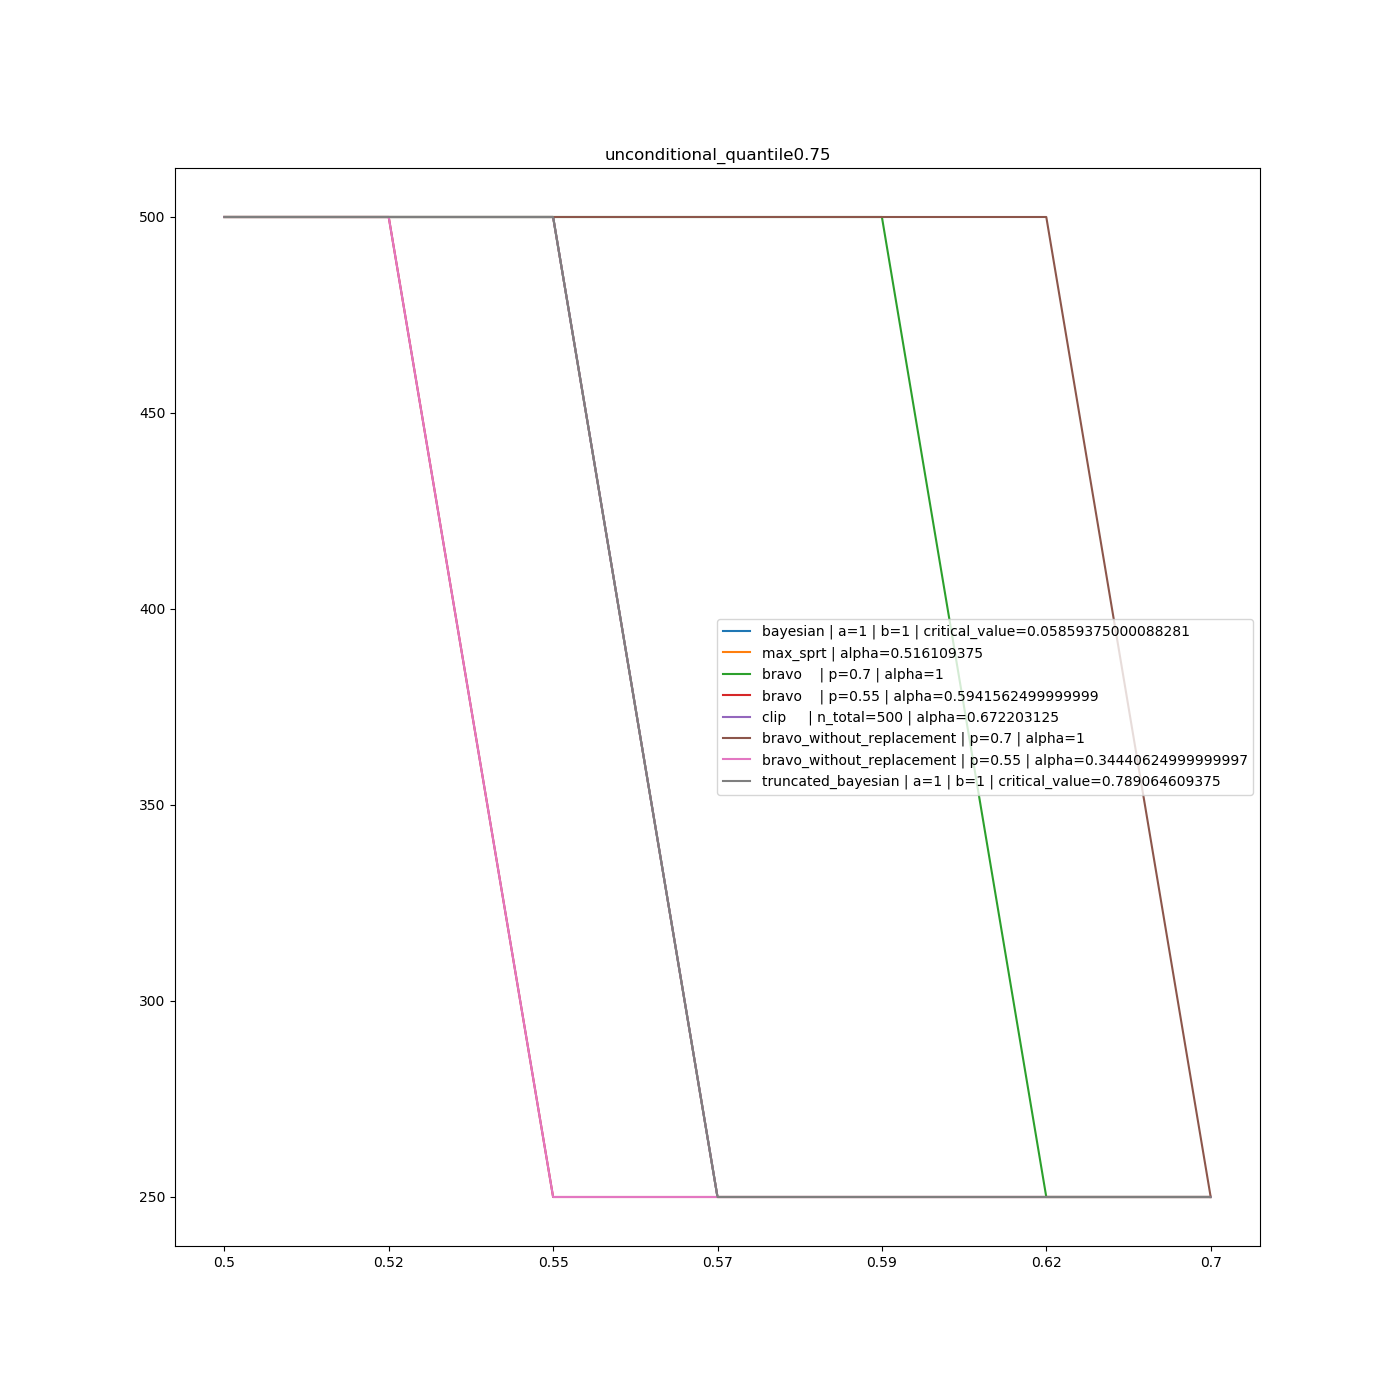 unconditional_quantile0.75
500
450
400
350
300
250
bayesian | a=1 | b=1 | critical_value=0.05859375000088281
max_sprt | alpha=0.516109375
bravo    | p=0.7 | alpha=1
bravo    | p=0.55 | alpha=0.5941562499999999
clip     | n_total=500 | alpha=0.672203125
bravo_without_replacement | p=0.7 | alpha=1
bravo_without_replacement | p=0.55 | alpha=0.34440624999999997
truncated_bayesian | a=1 | b=1 | critical_value=0.789064609375
0.5 0.52 0.55 0.57 0.59 0.62 0.7